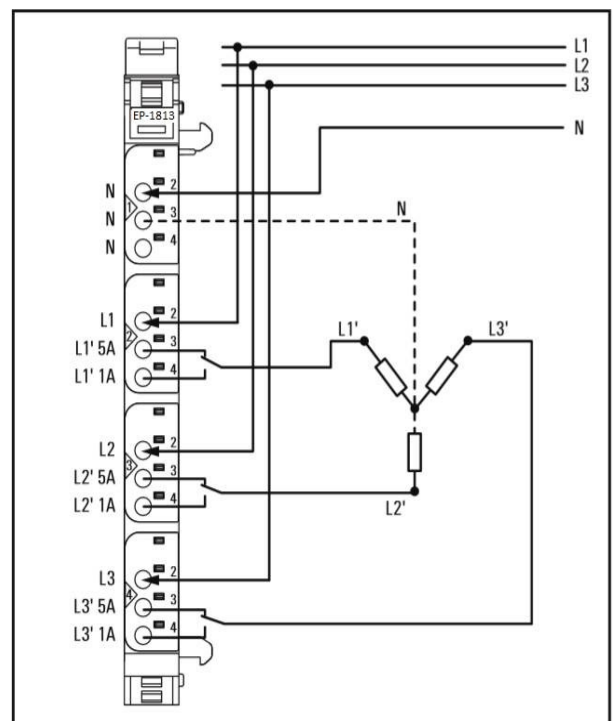 L1
L2
L3
EP-1813
N
N 2
N 3
N 4
1
N
L1 2
L1' 5A 3
L1' 1A 4
2
L1'
L3'
L2 2
L2' 5A 3
L2' 1A 4
3
L2'
L3 2
L3' 5A 3
L3' 1A 4
4